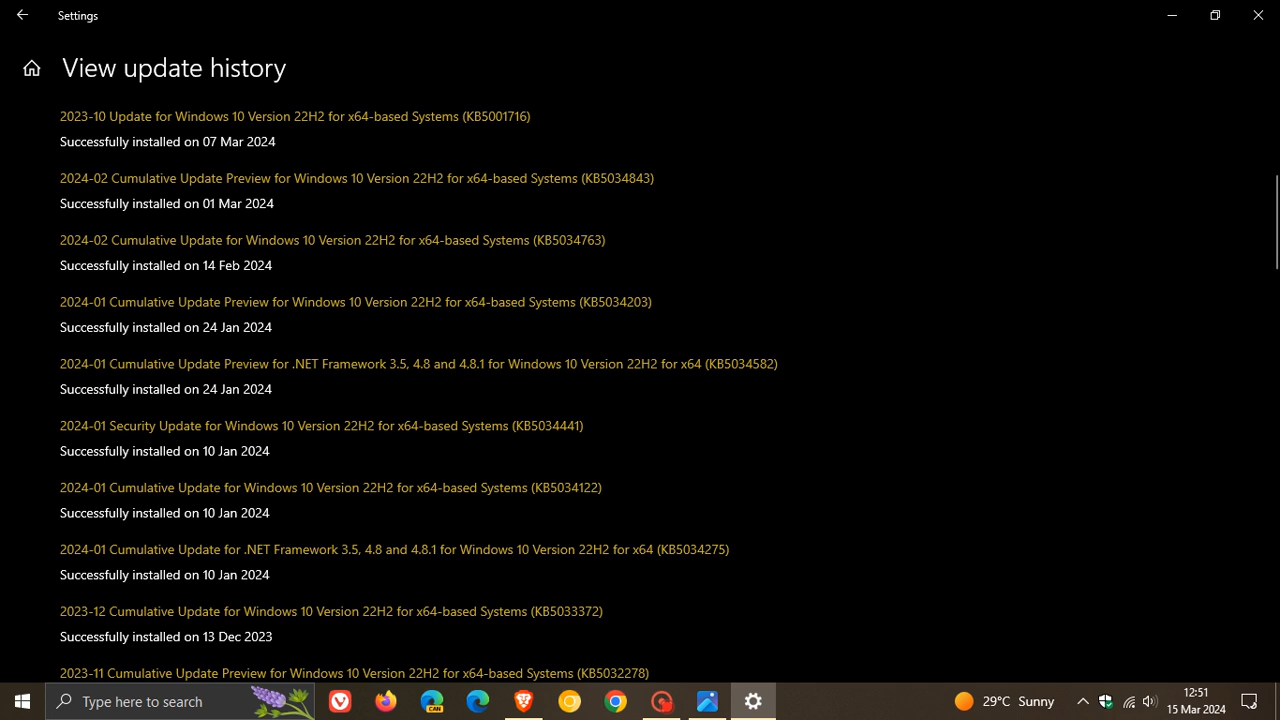 Settings
View update history
2023-10 Update for Windows 10 Version 22H2 for x64-based Systems (KB5001716)
Successfully installed on 07 Mar 2024
2024-02 Cumulative Update Preview for Windows 10 Version 22H2 for x64-based Systems (KB5034843)
Successfully installed on 01 Mar 2024
2024-02 Cumulative Update for Windows 10 Version 22H2 for x64-based Systems (KB5034763)
Successfully installed on 14 Feb 2024
2024-01 Cumulative Update Preview for Windows 10 Version 22H2 for x64-based Systems (KB5034203)
Successfully installed on 24 Jan 2024
2024-01 Cumulative Update Preview for .NET Framework 3.5, 4.8 and 4.8.1 for Windows 10 Version 22H2 for x64 (KB5034582)
Successfully installed on 24 Jan 2024
2024-01 Security Update for Windows 10 Version 22H2 for x64-based Systems (KB5034441)
Successfully installed on 10 Jan 2024
2024-01 Cumulative Update for Windows 10 Version 22H2 for x64-based Systems (KB5034122)
Successfully installed on 10 Jan 2024
2024-01 Cumulative Update for .NET Framework 3.5, 4.8 and 4.8.1 for Windows 10 Version 22H2 for x64 (KB5034275)
Successfully installed on 10 Jan 2024
2023-12 Cumulative Update for Windows 10 Version 22H2 for x64-based Systems (KB5033372)
Successfully installed on 13 Dec 2023
2023-11 Cumulative Update Preview for Windows 10 Version 22H2 for x64-based Systems (KB5032278)
Type here to search
CAN
29°C Sunny
12:51
15 Mar 2024